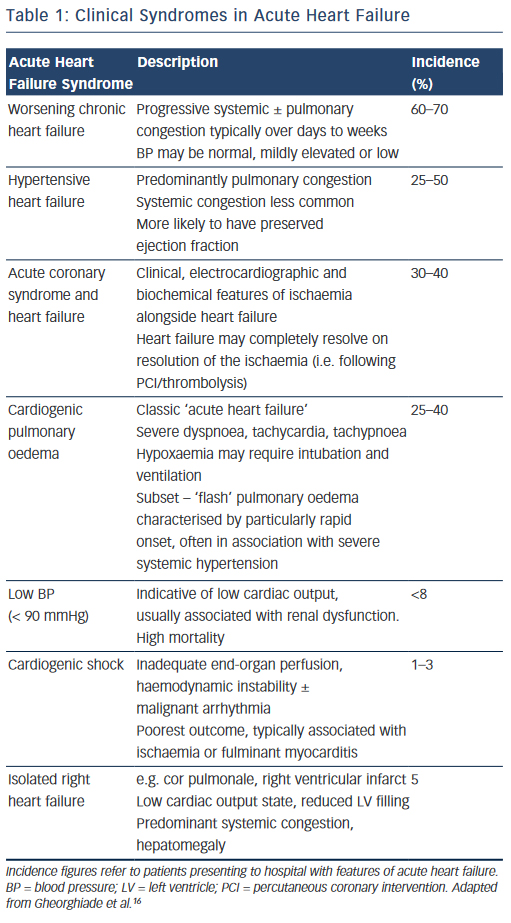 Table 1: Clinical Syndromes in Acute Heart Failure
Acute Heart Description Incidence
Failure Syndrome (%)
Worsening chronic Progressive systemic ± pulmonary 60–70
heart failure congestion typically over days to weeks
BP may be normal, mildly elevated or low
Hypertensive Predominantly pulmonary congestion 25–50
heart failure Systemic congestion less common
More likely to have preserved
ejection fraction
Acute coronary Clinical, electrocardiographic and 30–40
syndrome and biochemical features of ischaemia
heart failure alongside heart failure
Heart failure may completely resolve on
resolution of the ischaemia (i.e. following
PCI/thrombolysis)
Cardiogenic Classic ‘acute heart failure’ 25–40
pulmonary Severe dyspnoea, tachycardia, tachypnoea
oedema Hypoxaemia may require intubation and
ventilation
Subset – ‘flash’ pulmonary oedema
characterised by particularly rapid
onset, often in association with severe
systemic hypertension
Low BP Indicative of low cardiac output, <8
(< 90 mmHg) usually associated with renal dysfunction.
High mortality
Cardiogenic shock Inadequate end-organ perfusion, 1–3
haemodynamic instability ±
malignant arrhythmia
Poorest outcome, typically associated with
ischaemia or fulminant myocarditis
Isolated right e.g. cor pulmonale, right ventricular infarct 5
heart failure Low cardiac output state, reduced LV filling
Predominant systemic congestion,
hepatomegaly
Incidence figures refer to patients presenting to hospital with features of acute heart failure.
BP = blood pressure; LV = left ventricle; PCI = percutaneous coronary intervention. Adapted
from Gheorghiade et al.16